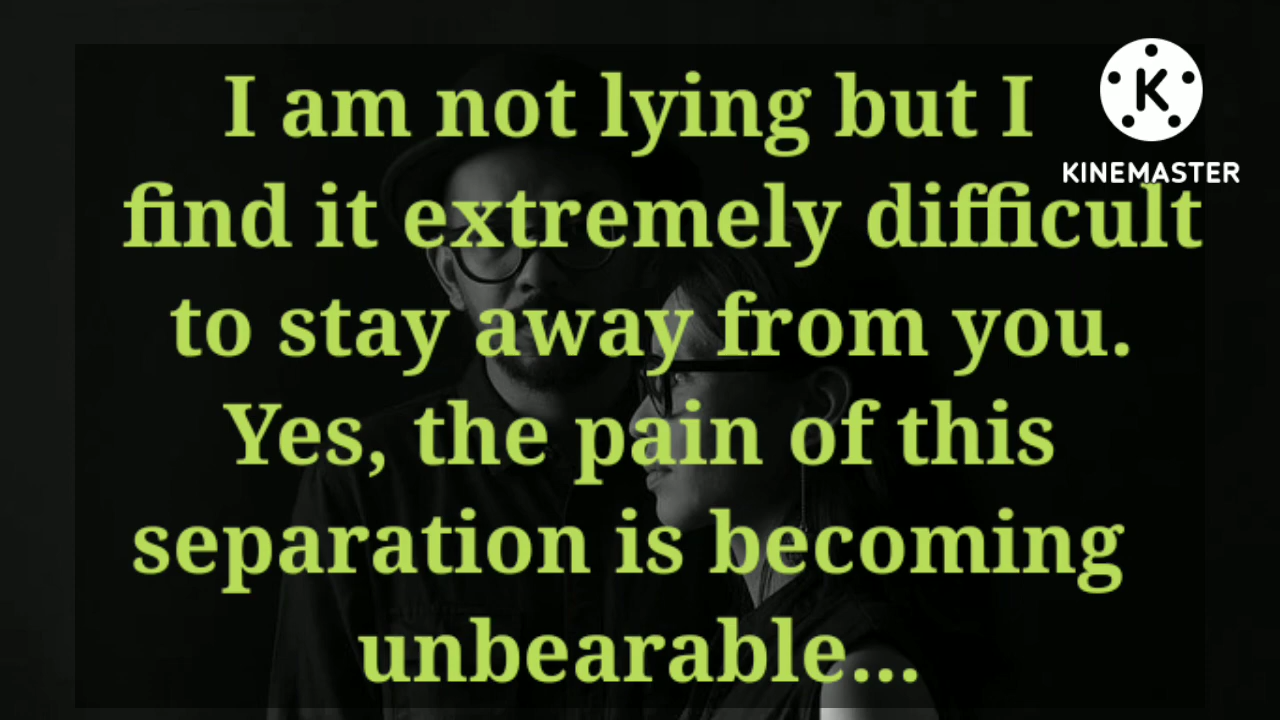 I am not lying but I
find it extremely difficult
to stay away from you.
Yes, the pain of this
separation is becoming
unbearable...
K
KINEMASTER